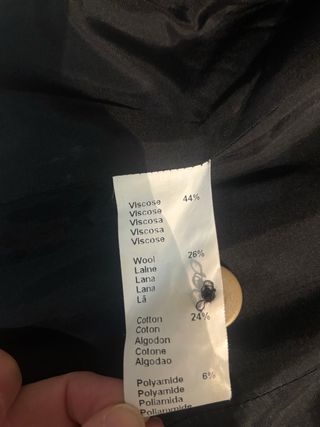 Viscose 44%
Viscose
Viscosa
Viscosa
Viscose
Wool 26%
Laine
Lana
Lana
Lã
Cotton 24%
Coton
Algodon
Cotone
Algodao
Polyamide 6%
Polyamide
Poliamida
Poliammide